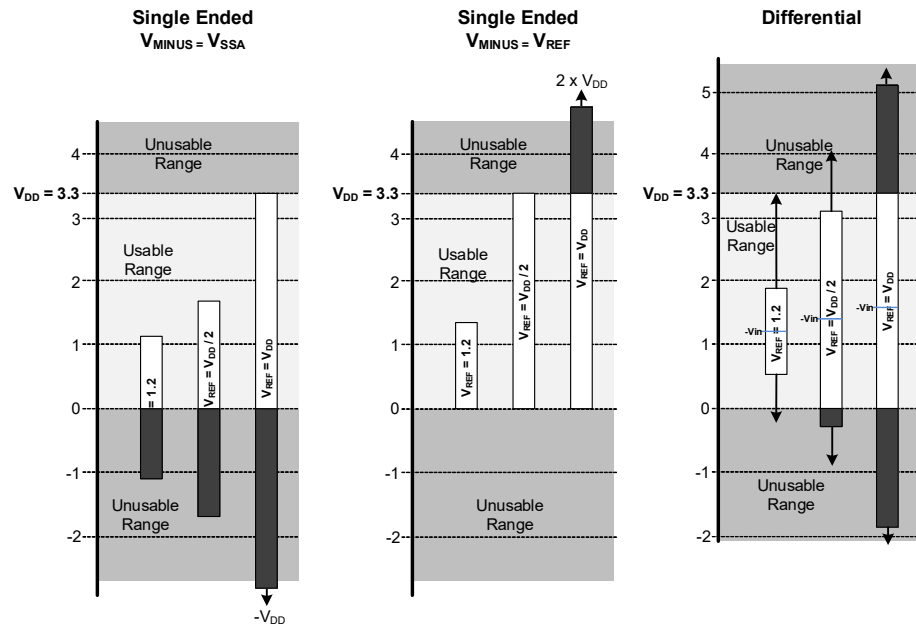 Single Ended
VMINUS = VSSA
Unusable
Range
4
VDD = 3.3
3
Usable
Range
2
1
0
-1
-2
= 1.2
VREF = VDD / 2
VREF = VDD
Unusable
Range
-VDD
Single Ended
VMINUS = VREF
2 x VDD
Unusable
Range
4
VDD = 3.3
3
Usable
Range
2
1
0
-1
-2
VREF = 1.2
VREF = VDD / 2
VREF = VDD
Unusable
Range
Differential
5
4
Unusable
Range
VDD = 3.3
3
Usable
Range
2
1
0
-1
-2
-Vin
VREF = 1.2
-Vin
VREF = VDD / 2
-Vin
VREF = VDD
Unusable
Range